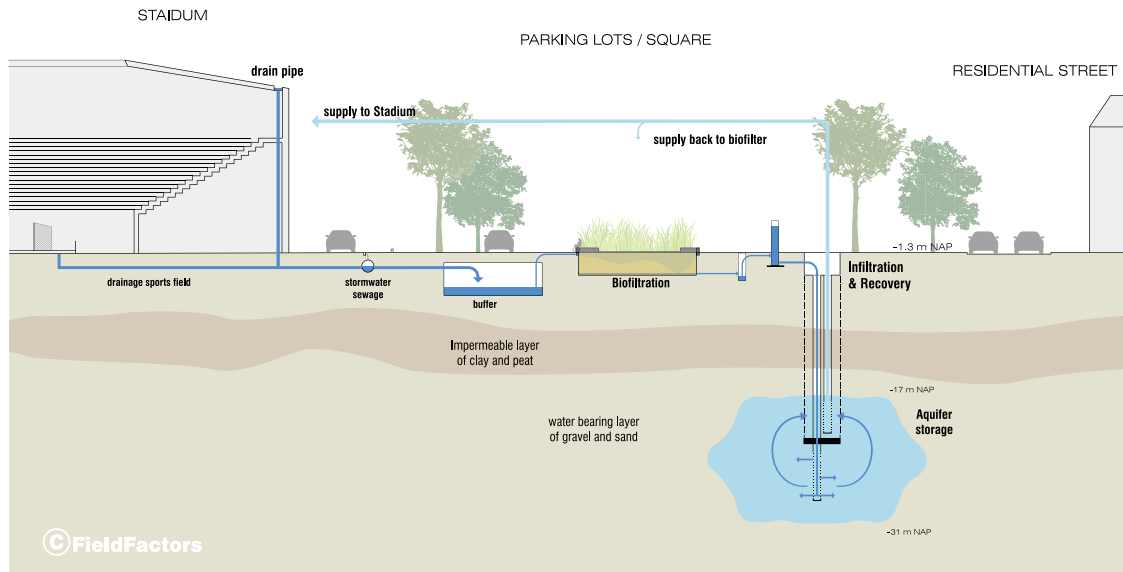 STAIDUM
PARKING LOTS / SQUARE
RESIDENTIAL STREET
drain pipe
supply to Stadium
supply back to biofilter
-1.3 m NAP
drainage sports field
stormwater
sewage
buffer
Biofiltration
Infiltration
& Recovery
Impermeable layer
of clay and peat
-17 m NAP
water bearing layer
of gravel and sand
Aquifer
storage
-31 m NAP
© FieldFactors